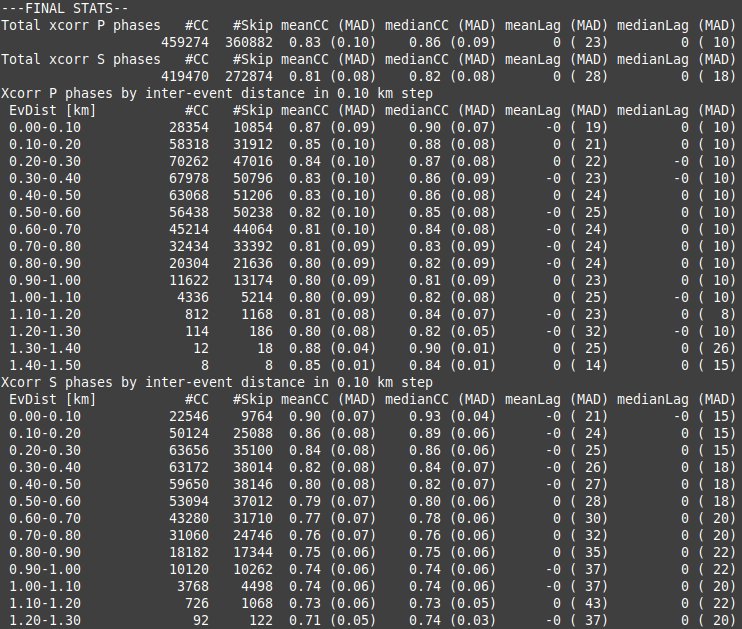 ---FINAL STATS--
Total xcorr P phases   #CC   #Skip meanCC (MAD) medianCC (MAD) meanLag (MAD) medianLag (MAD)
                    459274  360882  0.83 (0.10)    0.86 (0.09)       0 ( 23)         0 ( 10)
Total xcorr S phases   #CC   #Skip meanCC (MAD) medianCC (MAD) meanLag (MAD) medianLag (MAD)
                    419470  272874  0.81 (0.08)    0.82 (0.08)       0 ( 28)         0 ( 18)
Xcorr P phases by inter-event distance in 0.10 km step
 EvDist [km]           #CC   #Skip meanCC (MAD) medianCC (MAD) meanLag (MAD) medianLag (MAD)
 0.00-0.10           28354   10854  0.87 (0.09)    0.90 (0.07)      -0 ( 19)         0 ( 10)
 0.10-0.20           58318   31912  0.85 (0.10)    0.88 (0.08)       0 ( 21)         0 ( 10)
 0.20-0.30           70262   47016  0.84 (0.10)    0.87 (0.08)       0 ( 22)        -0 ( 10)
 0.30-0.40           67978   50796  0.83 (0.10)    0.86 (0.09)      -0 ( 23)        -0 ( 10)
 0.40-0.50           63068   51206  0.83 (0.10)    0.86 (0.08)       0 ( 24)         0 ( 10)
 0.50-0.60           56438   50238  0.82 (0.10)    0.85 (0.08)      -0 ( 25)         0 ( 10)
 0.60-0.70           45214   44064  0.81 (0.10)    0.84 (0.08)      -0 ( 24)         0 ( 10)
 0.70-0.80           32434   33392  0.81 (0.09)    0.83 (0.09)      -0 ( 24)         0 ( 10)
 0.80-0.90           20304   21636  0.80 (0.09)    0.82 (0.09)      -0 ( 24)         0 ( 10)
 0.90-1.00           11622   13174  0.80 (0.09)    0.81 (0.09)       0 ( 23)         0 ( 10)
 1.00-1.10            4336    5214  0.80 (0.09)    0.82 (0.08)       0 ( 25)        -0 ( 10)
 1.10-1.20             812    1168  0.81 (0.08)    0.84 (0.07)      -0 ( 23)         0 (  8)
 1.20-1.30             114     186  0.80 (0.08)    0.82 (0.05)      -0 ( 32)        -0 ( 10)
 1.30-1.40              12      18  0.88 (0.04)    0.90 (0.01)       0 ( 25)         0 ( 26)
 1.40-1.50               8       8  0.85 (0.01)    0.84 (0.01)       0 ( 14)         0 ( 15)
Xcorr S phases by inter-event distance in 0.10 km step
 EvDist [km]           #CC   #Skip meanCC (MAD) medianCC (MAD) meanLag (MAD) medianLag (MAD)
 0.00-0.10           22546    9764  0.90 (0.07)    0.93 (0.04)      -0 ( 21)        -0 ( 15)
 0.10-0.20           50124   25088  0.86 (0.08)    0.89 (0.06)      -0 ( 24)         0 ( 15)
 0.20-0.30           63656   35100  0.84 (0.08)    0.86 (0.06)      -0 ( 25)         0 ( 15)
 0.30-0.40           63172   38014  0.82 (0.08)    0.84 (0.07)      -0 ( 26)         0 ( 18)
 0.40-0.50           59650   38146  0.80 (0.08)    0.82 (0.07)      -0 ( 27)         0 ( 18)
 0.50-0.60           53094   37012  0.79 (0.07)    0.80 (0.06)       0 ( 28)         0 ( 18)
 0.60-0.70           43280   31710  0.77 (0.07)    0.78 (0.06)       0 ( 30)         0 ( 20)
 0.70-0.80           31060   24746  0.76 (0.07)    0.76 (0.06)       0 ( 32)         0 ( 20)
 0.80-0.90           18182   17344  0.75 (0.06)    0.75 (0.06)       0 ( 35)         0 ( 22)
 0.90-1.00           10120   10262  0.74 (0.06)    0.74 (0.06)      -0 ( 37)         0 ( 22)
 1.00-1.10            3768    4498  0.74 (0.06)    0.74 (0.06)      -0 ( 37)         0 ( 20)
 1.10-1.20             726    1068  0.73 (0.06)    0.73 (0.05)       0 ( 43)         0 ( 22)
 1.20-1.30              92     122  0.71 (0.05)    0.74 (0.03)      -0 ( 37)         0 ( 20)